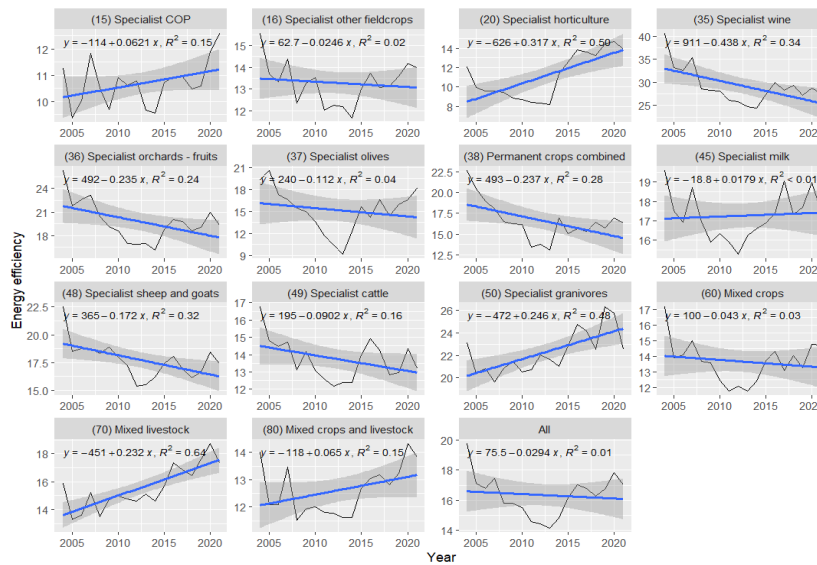 (15) Specialist COP
(16) Specialist other fieldcrops
(20) Specialist horticulture
(35) Specialist wine
y = −114 + 0.0621 x, R² = 0.15
y = 62.7 − 0.0246 x, R² = 0.02
y = −626 + 0.317 x, R² = 0.50
y = 911 − 0.438 x, R² = 0.34
12
11
10
15
14
13
12
14
12
10
8
40
35
30
25
2005 2010 2015 2020
2005 2010 2015 2020
2005 2010 2015 2020
2005 2010 2015 2020
(36) Specialist orchards - fruits
(37) Specialist olives
(38) Permanent crops combined
(45) Specialist milk
y = 492 − 0.235 x, R² = 0.24
y = 240 − 0.112 x, R² = 0.04
y = 493 − 0.237 x, R² = 0.28
y = −18.8 + 0.0179 x, R² < 0.01
24
21
18
21
18
15
12
9
22.5
20.0
17.5
15.0
19
18
17
16
2005 2010 2015 2020
2005 2010 2015 2020
2005 2010 2015 2020
2005 2010 2015 2020
Energy efficiency
(48) Specialist sheep and goats
(49) Specialist cattle
(50) Specialist granivores
(60) Mixed crops
y = 365 − 0.172 x, R² = 0.32
y = 195 − 0.0902 x, R² = 0.16
y = −472 + 0.246 x, R² = 0.48
y = 100 − 0.043 x, R² = 0.03
22.5
20.0
17.5
15.0
17
16
15
14
13
12
26
24
22
20
17
16
15
14
13
12
2005 2010 2015 2020
2005 2010 2015 2020
2005 2010 2015 2020
2005 2010 2015 2020
(70) Mixed livestock
(80) Mixed crops and livestock
All
y = −451 + 0.232 x, R² = 0.64
y = −118 + 0.065 x, R² = 0.15
y = 75.5 − 0.0294 x, R² = 0.01
18
16
14
14
13
12
20
18
16
14
2005 2010 2015 2020
2005 2010 2015 2020
2005 2010 2015 2020
Year